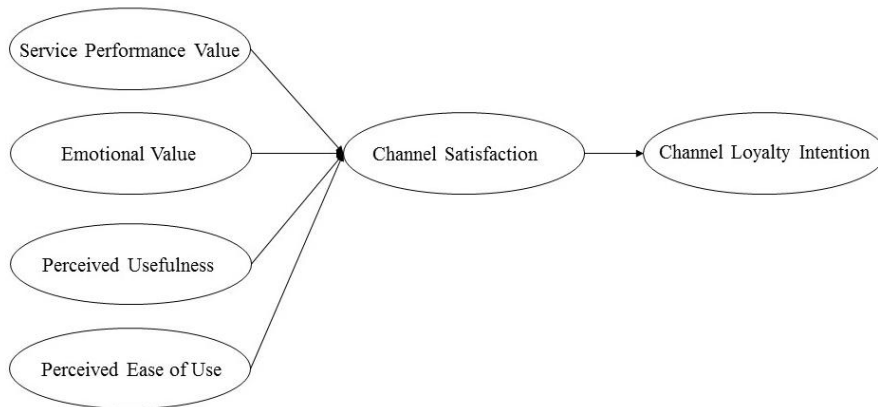 Service Performance Value
Emotional Value
Channel Satisfaction
Channel Loyalty Intention
Perceived Usefulness
Perceived Ease of Use